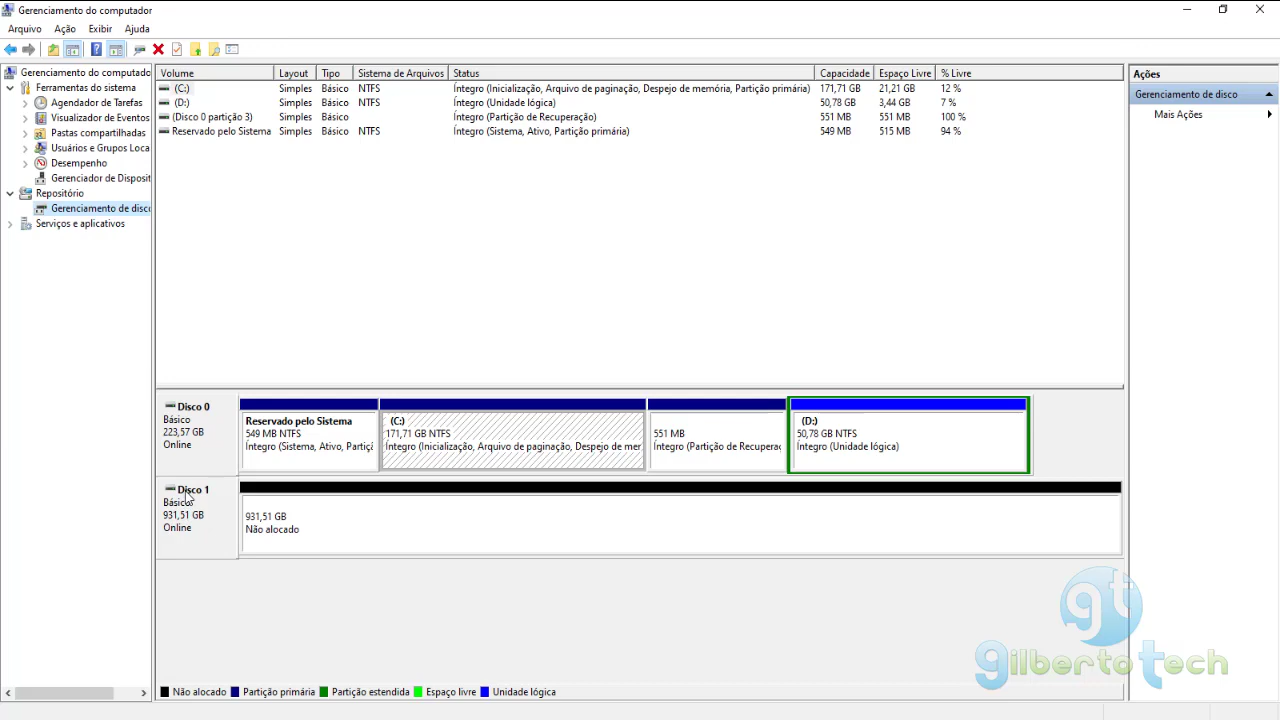 Gerenciamento do computador
Arquivo Ação Exibir Ajuda
Gerenciamento do computado
Ferramentas do sistema
Agendador de Tarefas
Visualizador de Eventos
Pastas compartilhadas
Usuários e Grupos Loca
Desempenho
Gerenciador de Disposit
Repositório
Gerenciamento de disco
Serviços e aplicativos
Volume Layout Tipo Sistema de Arquivos Status Capacidade Espaço Livre % Livre
(C:) Simples Básico NTFS Íntegro (Inicialização, Arquivo de paginação, Despejo de memória, Partição primária) 171,71 GB 21,21 GB 12 %
(D:) Simples Básico NTFS Íntegro (Unidade lógica) 50,78 GB 3,44 GB 7 %
(Disco 0 partição 3) Simples Básico Íntegro (Partição de Recuperação) 551 MB 551 MB 100 %
Reservado pelo Sistema Simples Básico NTFS Íntegro (Sistema, Ativo, Partição primária) 549 MB 515 MB 94 %
Ações
Gerenciamento de disco
Mais Ações
Disco 0
Básico
223,57 GB
Online
Reservado pelo Sistema
549 MB NTFS
Íntegro (Sistema, Ativo, Partiçã
(C:)
171,71 GB NTFS
Íntegro (Inicialização, Arquivo de paginação, Despejo de mer
551 MB
Íntegro (Partição de Recuperaç
(D:)
50,78 GB NTFS
Íntegro (Unidade lógica)
Disco 1
Básico
931,51 GB
Online
931,51 GB
Não alocado
Não alocado Partição primária Partição estendida Espaço livre Unidade lógica
gt
gilberto tech